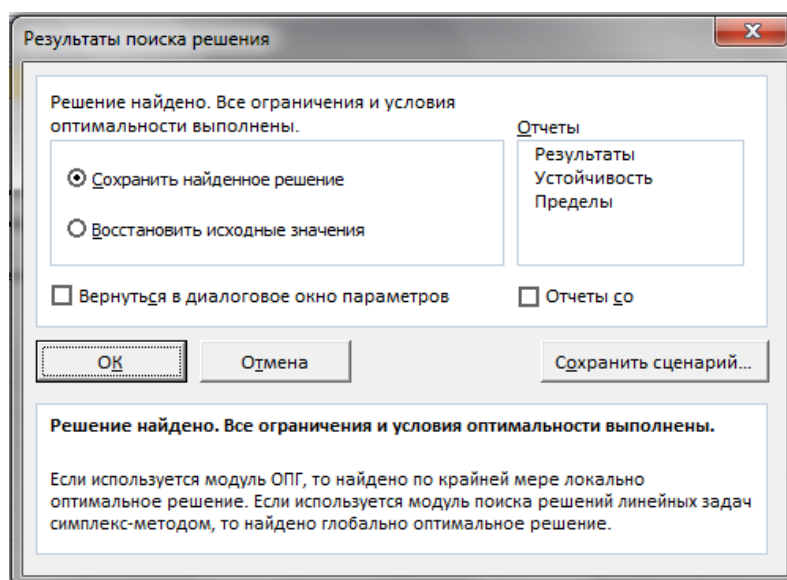 Результаты поиска решения
Решение найдено. Все ограничения и условия
оптимальности выполнены.
Отчеты
Результаты
Устойчивость
Пределы
Сохранить найденное решение
Восстановить исходные значения
Вернуться в диалоговое окно параметров
Отчеты со
ОК
Отмена
Сохранить сценарий...
Решение найдено. Все ограничения и условия оптимальности выполнены.
Если используется модуль ОПГ, то найдено по крайней мере локально
оптимальное решение. Если используется модуль поиска решений линейных задач
симплекс-методом, то найдено глобально оптимальное решение.